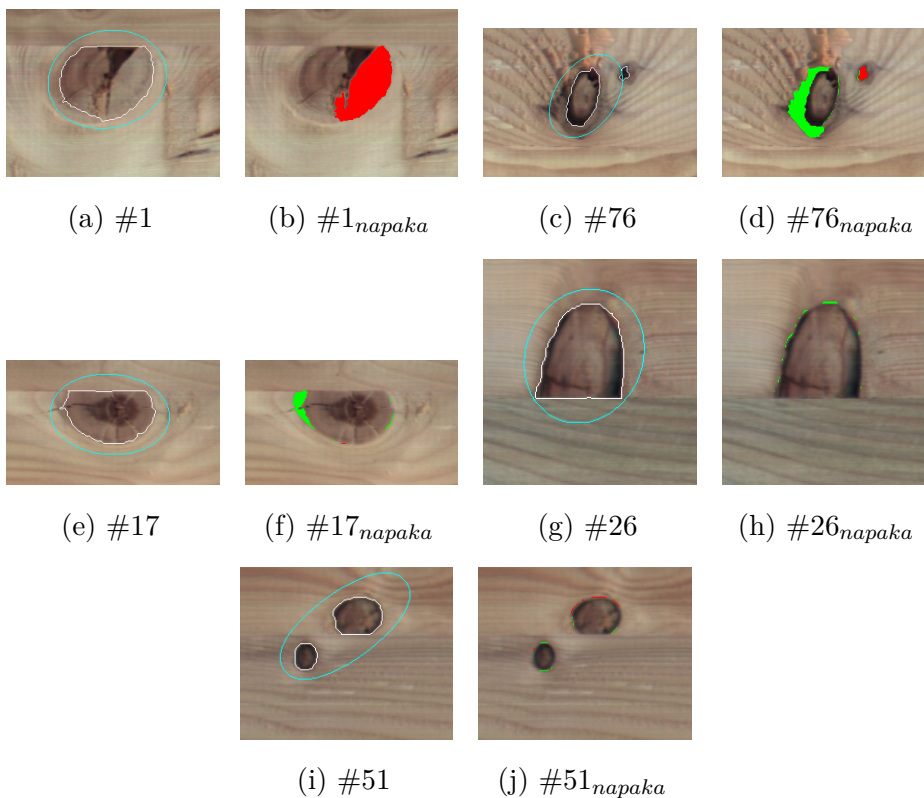 (a) #1 (b) #1napaka (c) #76 (d) #76napaka
(e) #17 (f) #17napaka (g) #26 (h) #26napaka
(i) #51 (j) #51napaka